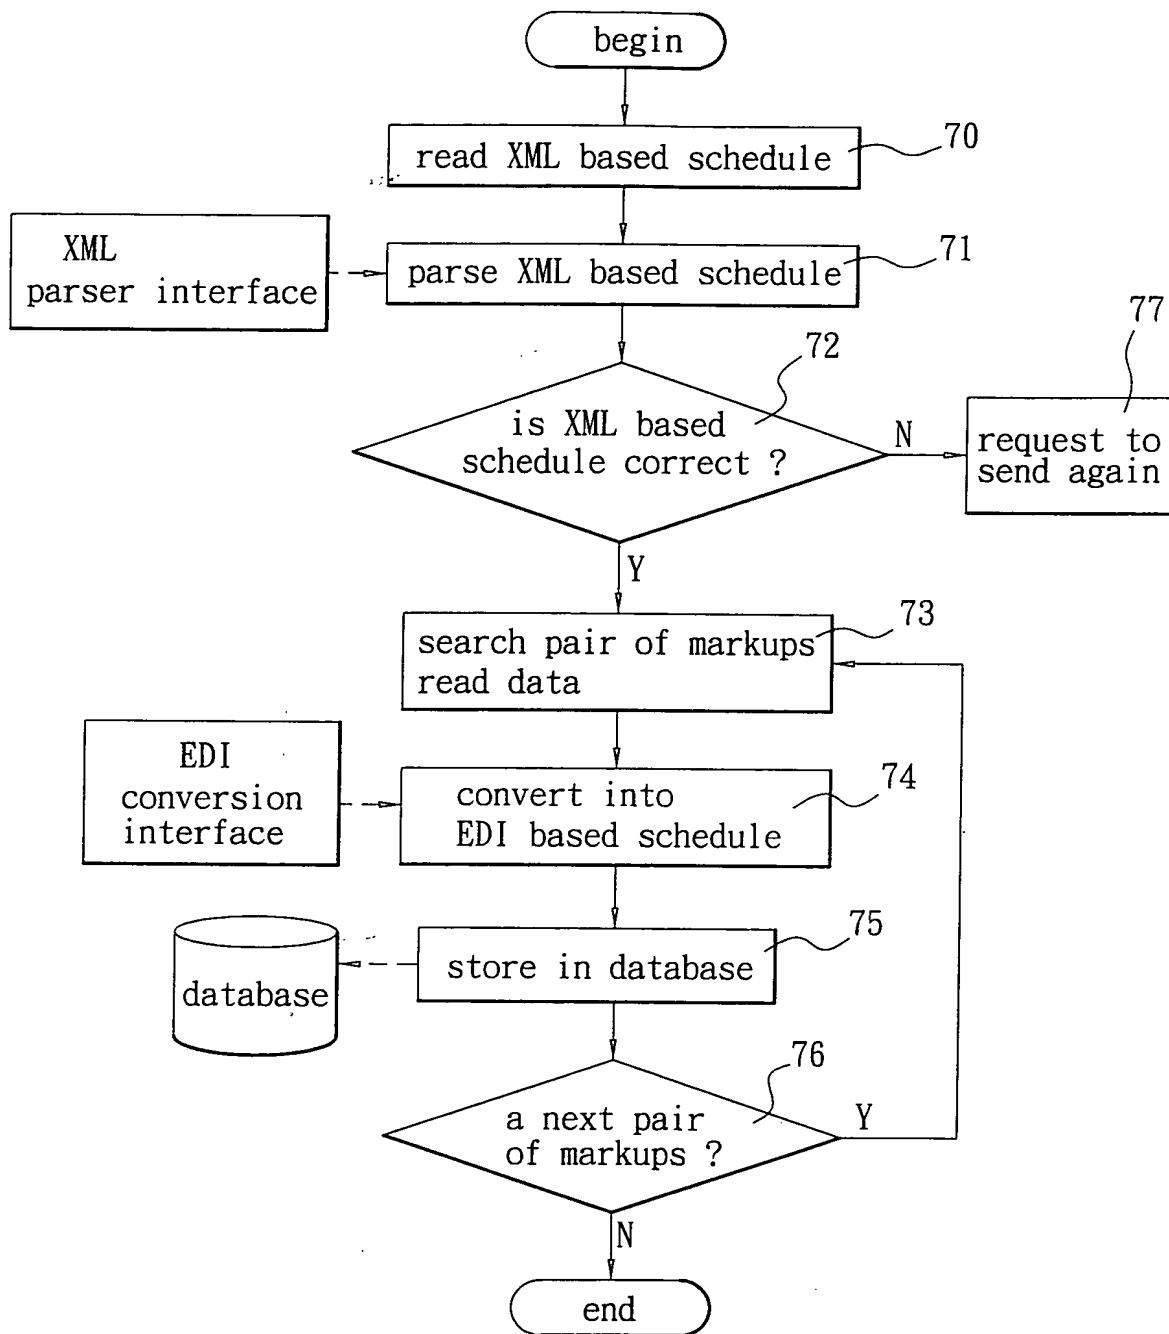 begin
read XML based schedule
70
XML
parser interface
parse XML based schedule
71
is XML based
schedule correct ?
72
N
request to
send again
77
Y
search pair of markups
read data
73
EDI
conversion
interface
convert into
EDI based schedule
74
database
store in database
75
a next pair
of markups ?
76
Y
N
end